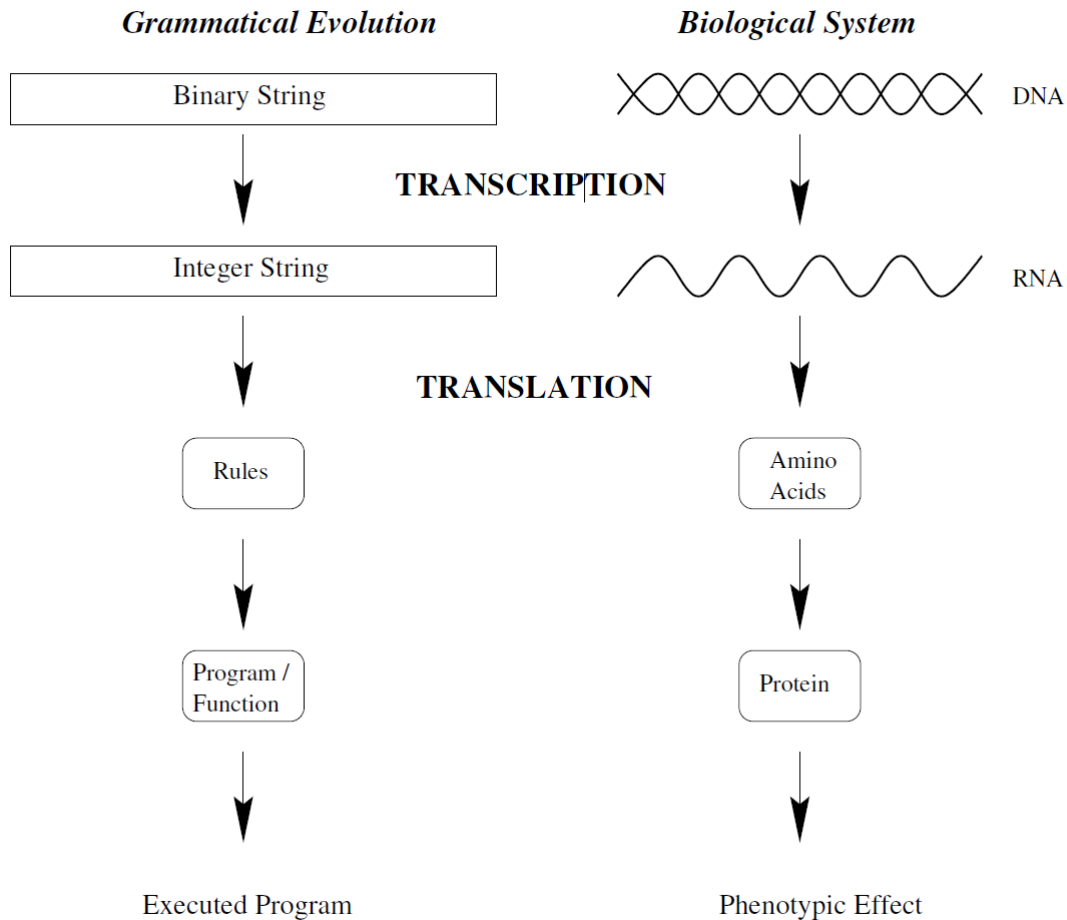 Grammatical Evolution
Biological System
Binary String
DNA
TRANSCRIPTION
Integer String
RNA
TRANSLATION
Rules
Amino
Acids
Program /
Function
Protein
Executed Program
Phenotypic Effect